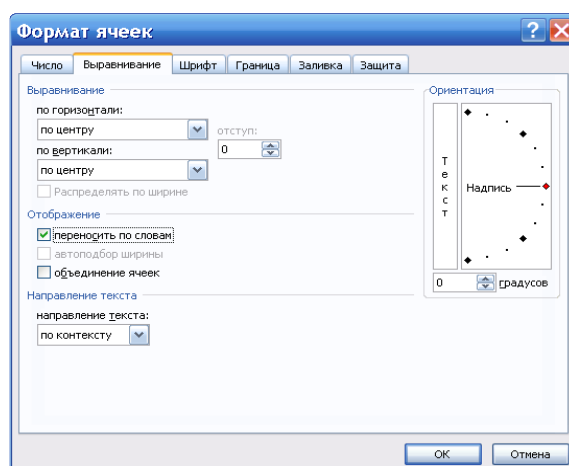 Формат ячеек
Число Выравнивание Шрифт Граница Заливка Защита
Выравнивание
по горизонтали:
по центру
отступ:
0
по вертикали:
по центру
Распределять по ширине
Отображение
переносить по словам
автоподбор ширины
объединение ячеек
Направление текста
направление текста:
по контексту
Ориентация
Текст
Надпись
0 градусов
ОК Отмена